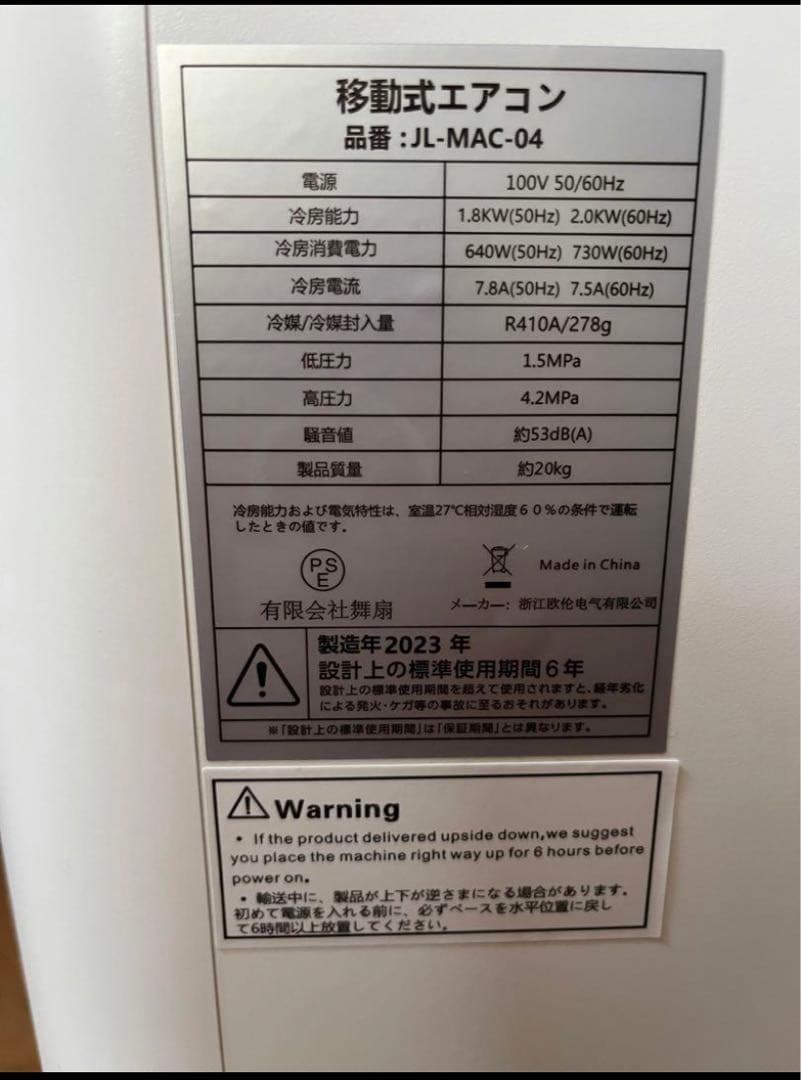 移動式エアコン
品番：JL-MAC-04
電源 100V 50/60Hz
冷房能力 1.8KW(50Hz) 2.0KW(60Hz)
冷房消費電力 640W(50Hz) 730W(60Hz)
冷房電流 7.8A(50Hz) 7.5A(60Hz)
冷媒/冷媒封入量 R410A/278g
低圧力 1.5MPa
高圧力 4.2MPa
騒音値 約53dB(A)
製品質量 約20kg
冷房能力および電気特性は、室温27℃相対湿度６０％の条件で運転
したときの値です。
PS
E
Made in China
有限会社舞扇
メーカー：浙江欧伦电气有限公司
製造年2023 年
設計上の標準使用期間６年
設計上の標準使用期間を超えて使用されますと、経年劣化
による発火・ケガ等の事故に至るおそれがあります。
※「設計上の標準使用期間」は「保証期間」とは異なります。
Warning
• If the product delivered upside down,we suggest
you place the machine right way up for 6 hours before
power on.
• 輸送中に、製品が上下が逆さまになる場合があります。
初めて電源を入れる前に、必ずベースを水平位置に戻し
て6時間以上放置してください。